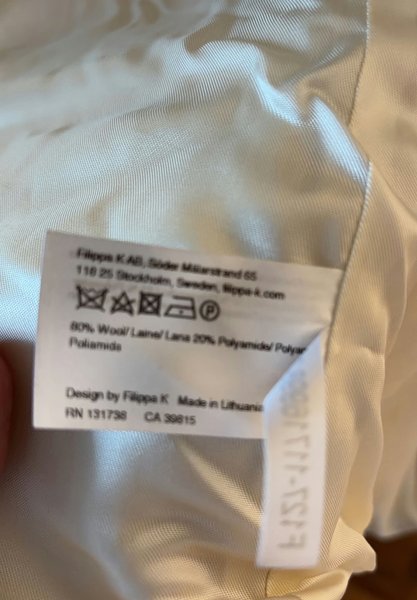 Filippa K AB, Söder Mälarstrand 65
118 25 Stockholm, Sweden, filippa-k.com
P
80% Wool/ Laine/ Lana 20% Polyamide/
Poliamida
Design by Filippa K Made in Lithuania
RN 131738 CA 39815